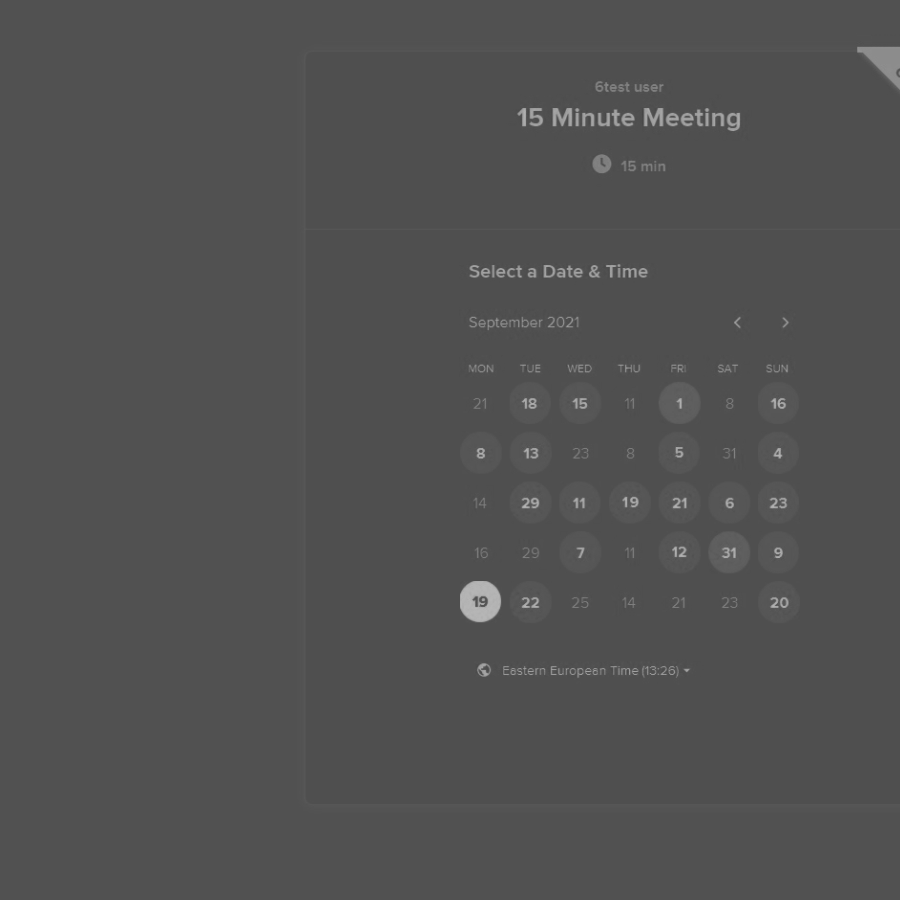 6test user
15 Minute Meeting
15 min
Select a Date & Time
September 2021
MON TUE WED THU FRI SAT SUN
21 18 15 11 1 8 16
8 13 23 8 5 31 4
14 29 11 19 21 6 23
16 29 7 11 12 31 9
19 22 25 14 21 23 20
Eastern European Time (13:26)